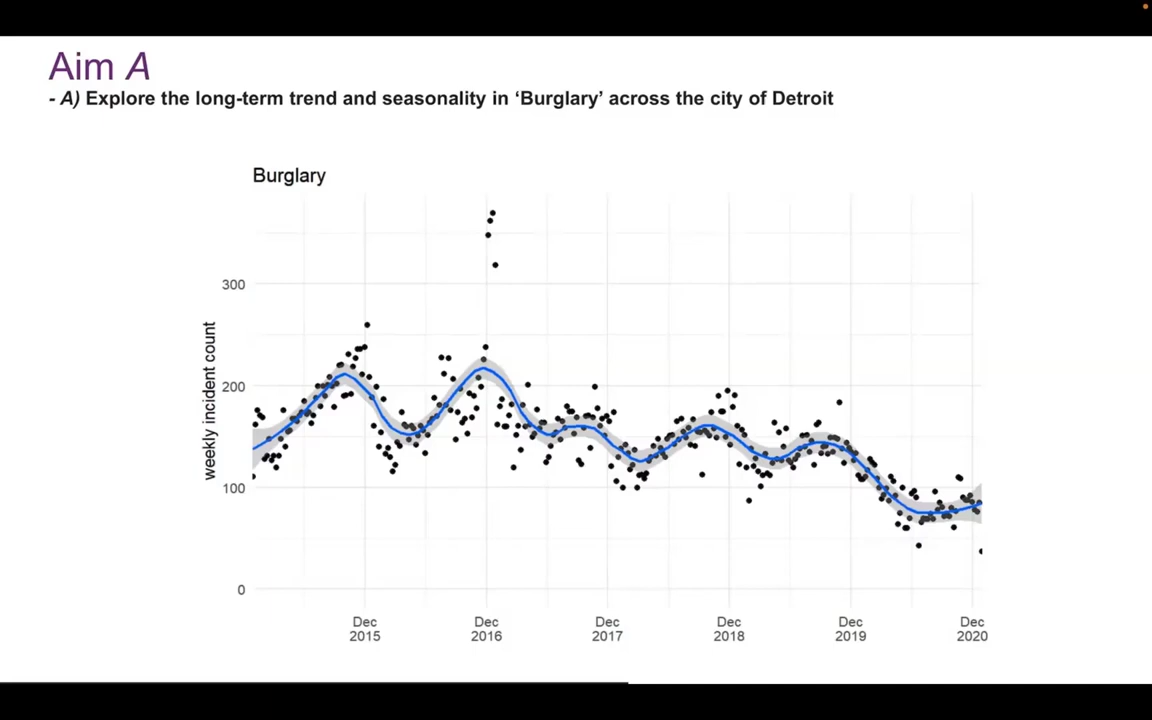 Aim A
- A) Explore the long-term trend and seasonality in ‘Burglary’ across the city of Detroit
Burglary
weekly incident count
300
200
100
0
Dec 2015
Dec 2016
Dec 2017
Dec 2018
Dec 2019
Dec 2020